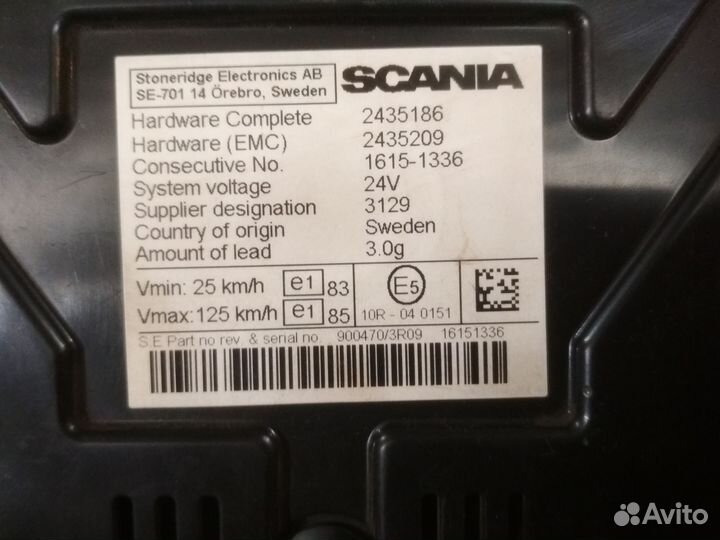 Stoneridge Electronics AB
SE-701 14 Örebro, Sweden
SCANIA
Hardware Complete 2435186
Hardware (EMC) 2435209
Consecutive No. 1615-1336
System voltage 24V
Supplier designation 3129
Country of origin Sweden
Amount of lead 3.0g
Vmin: 25 km/h e1 83
Vmax: 125 km/h e1 85
E5
10R - 04 0151
S.E Part no rev. & serial no. 900470/3R09 16151336
Avito